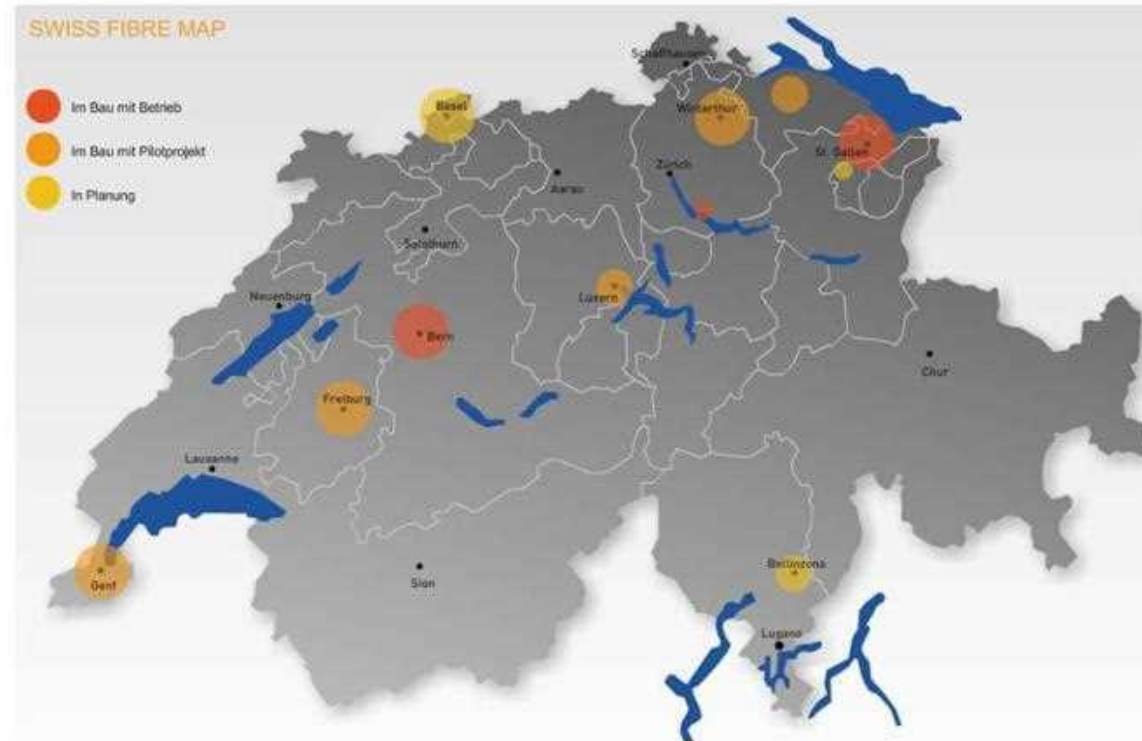 SWISS FIBRE MAP
Im Bau mit Betrieb
Im Bau mit Pilotprojekt
In Planung
Schaffhausen
Basel
Winterthur
St. Gallen
Zürich
Aarau
Solothurn
Neuenburg
Luzern
Bern
Chur
Freiburg
Lausanne
Genf
Sion
Bellinzona
Lugano